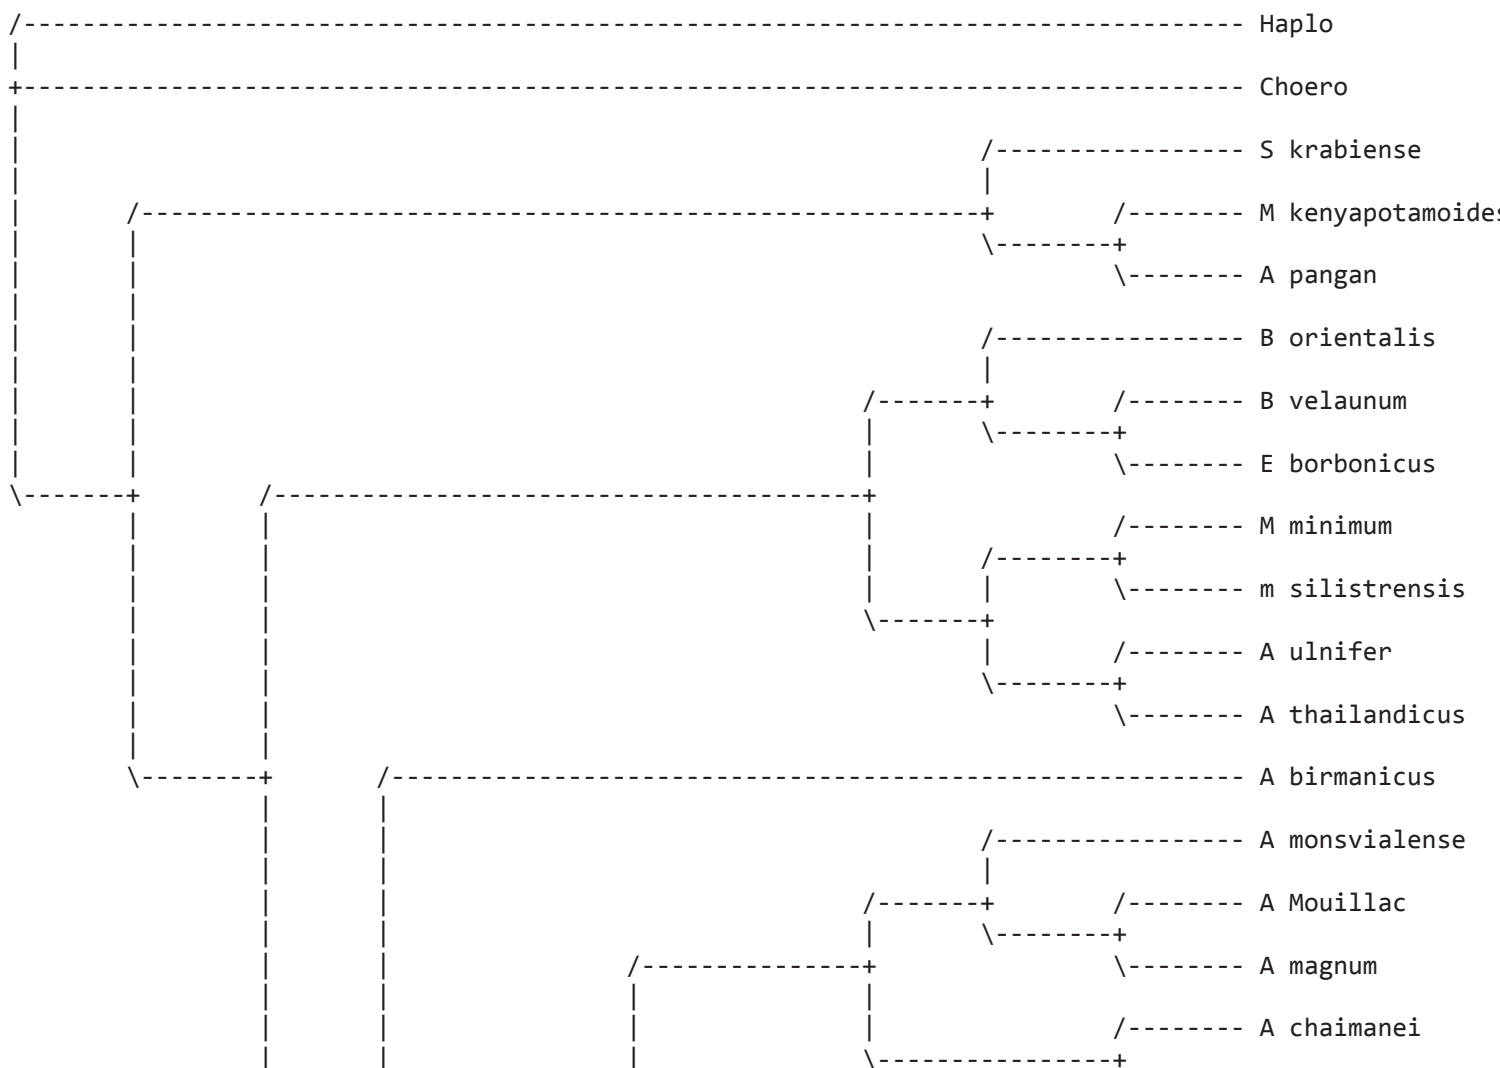 Haplo
Choero
S krabiense
M kenyapotamoides
A pangan
B orientalis
B velaunum
E borbonicus
M minimum
m silistrensis
A ulnifer
A thailandicus
A birmanicus
A monsvialense
A Mouillac
A magnum
A chaimanei